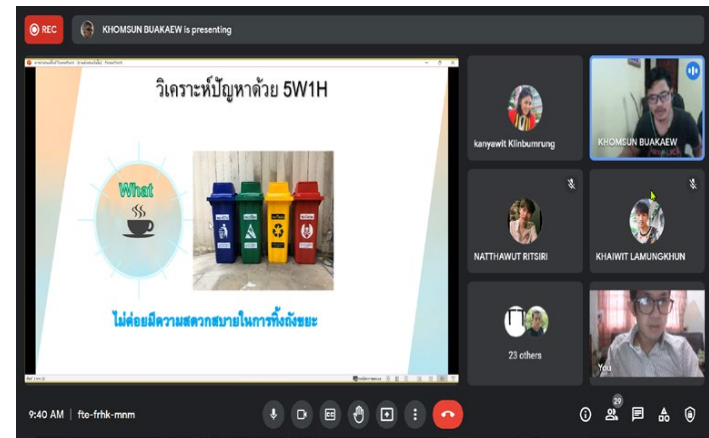 REC
KHOMSUN BUAKAEW is presenting
วิเคราะห์ปัญหาด้วย 5W1H
What
ไม่ค่อยมีความสะดวกสบายในการทิ้งถังขยะ
kanyawit Klinbumrung
KHOMSUN BUAKAEW
NATTHAWUT RITSIRI
KHAIWIT LAMUNGKHUN
23 others
You
9:40 AM | fto-frhk-mnm
29